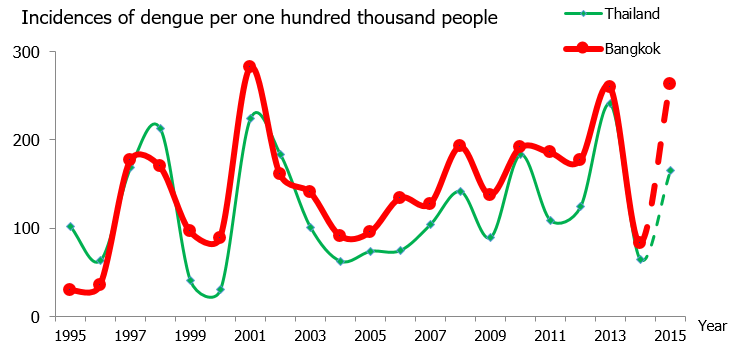 Incidences of dengue per one hundred thousand people
Thailand
Bangkok
300
200
100
0
1995 1997 1999 2001 2003 2005 2007 2009 2011 2013 2015
Year